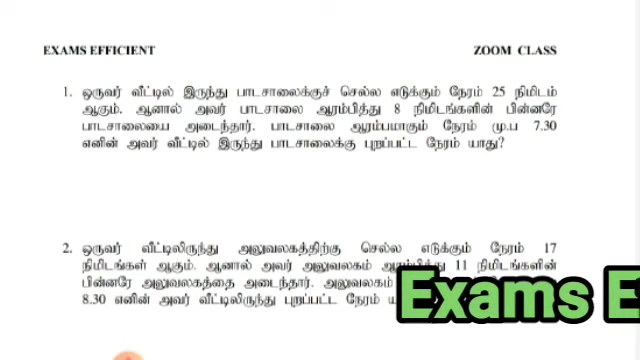 EXAMS EFFICIENT ZOOM CLASS
1. ஒருவர் வீட்டில் இருந்து பாடசாலைக்குச் செல்ல எடுக்கும் நேரம் 25 நிமிடம்
ஆகும். ஆனால் அவர் பாடசாலை ஆரம்பித்து 8 நிமிடங்களின் பின்னரே
பாடசாலையை அடைந்தார். பாடசாலை ஆரம்பமாகும் நேரம் மு.ப 7.30
எனின் அவர் வீட்டில் இருந்து பாடசாலைக்கு புறப்பட்ட நேரம் யாது?
2. ஒருவர் வீட்டிலிருந்து அலுவலகத்திற்கு செல்ல எடுக்கும் நேரம் 17
நிமிடங்கள் ஆகும். ஆனால் அவர் அலுவலகம் ஆரம்பித்து 11 நிமிடங்களின்
பின்னரே அலுவலகத்தை அடைந்தார். அலுவலகம்
8.30 எனின் அவர் வீட்டிலிருந்து புறப்பட்ட நேரம்
Exams E